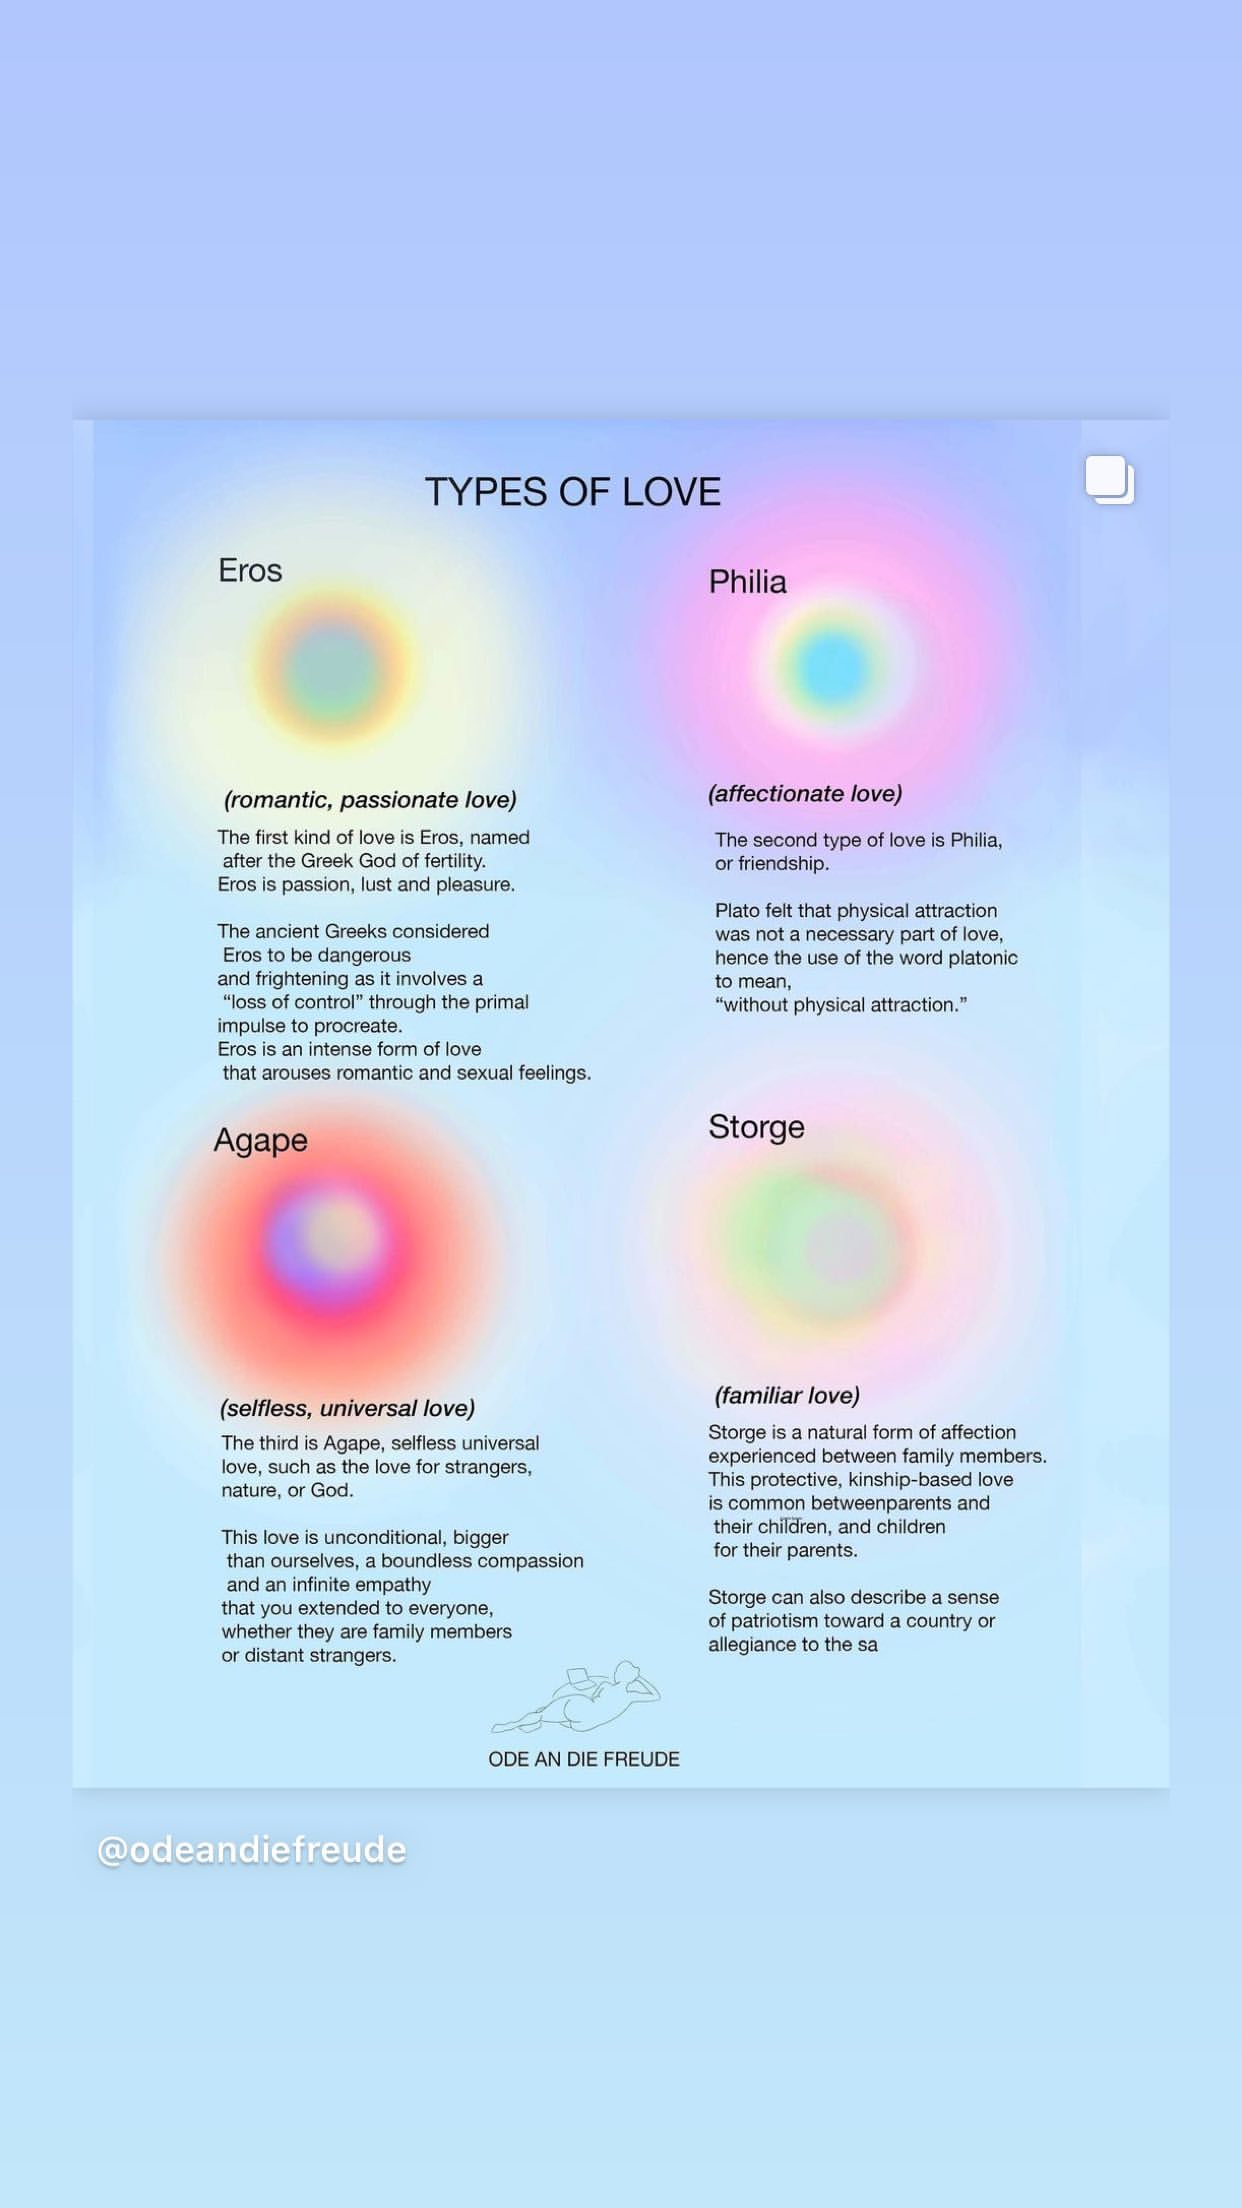 TYPES OF LOVE
Eros
(romantic, passionate love)
The first kind of love is Eros, named
after the Greek God of fertility.
Eros is passion, lust and pleasure.
The ancient Greeks considered
Eros to be dangerous
and frightening as it involves a
“loss of control” through the primal
impulse to procreate.
Eros is an intense form of love
that arouses romantic and sexual feelings.
Philia
(affectionate love)
The second type of love is Philia,
or friendship.
Plato felt that physical attraction
was not a necessary part of love,
hence the use of the word platonic
to mean,
“without physical attraction.”
Agape
(selfless, universal love)
The third is Agape, selfless universal
love, such as the love for strangers,
nature, or God.
This love is unconditional, bigger
than ourselves, a boundless compassion
and an infinite empathy
that you extended to everyone,
whether they are family members
or distant strangers.
Storge
(familiar love)
Storge is a natural form of affection
experienced between family members.
This protective, kinship-based love
is common betweenparents and
their children, and children
for their parents.
Storge can also describe a sense
of patriotism toward a country or
allegiance to the sa
ODE AN DIE FREUDE
@odeandiefreude